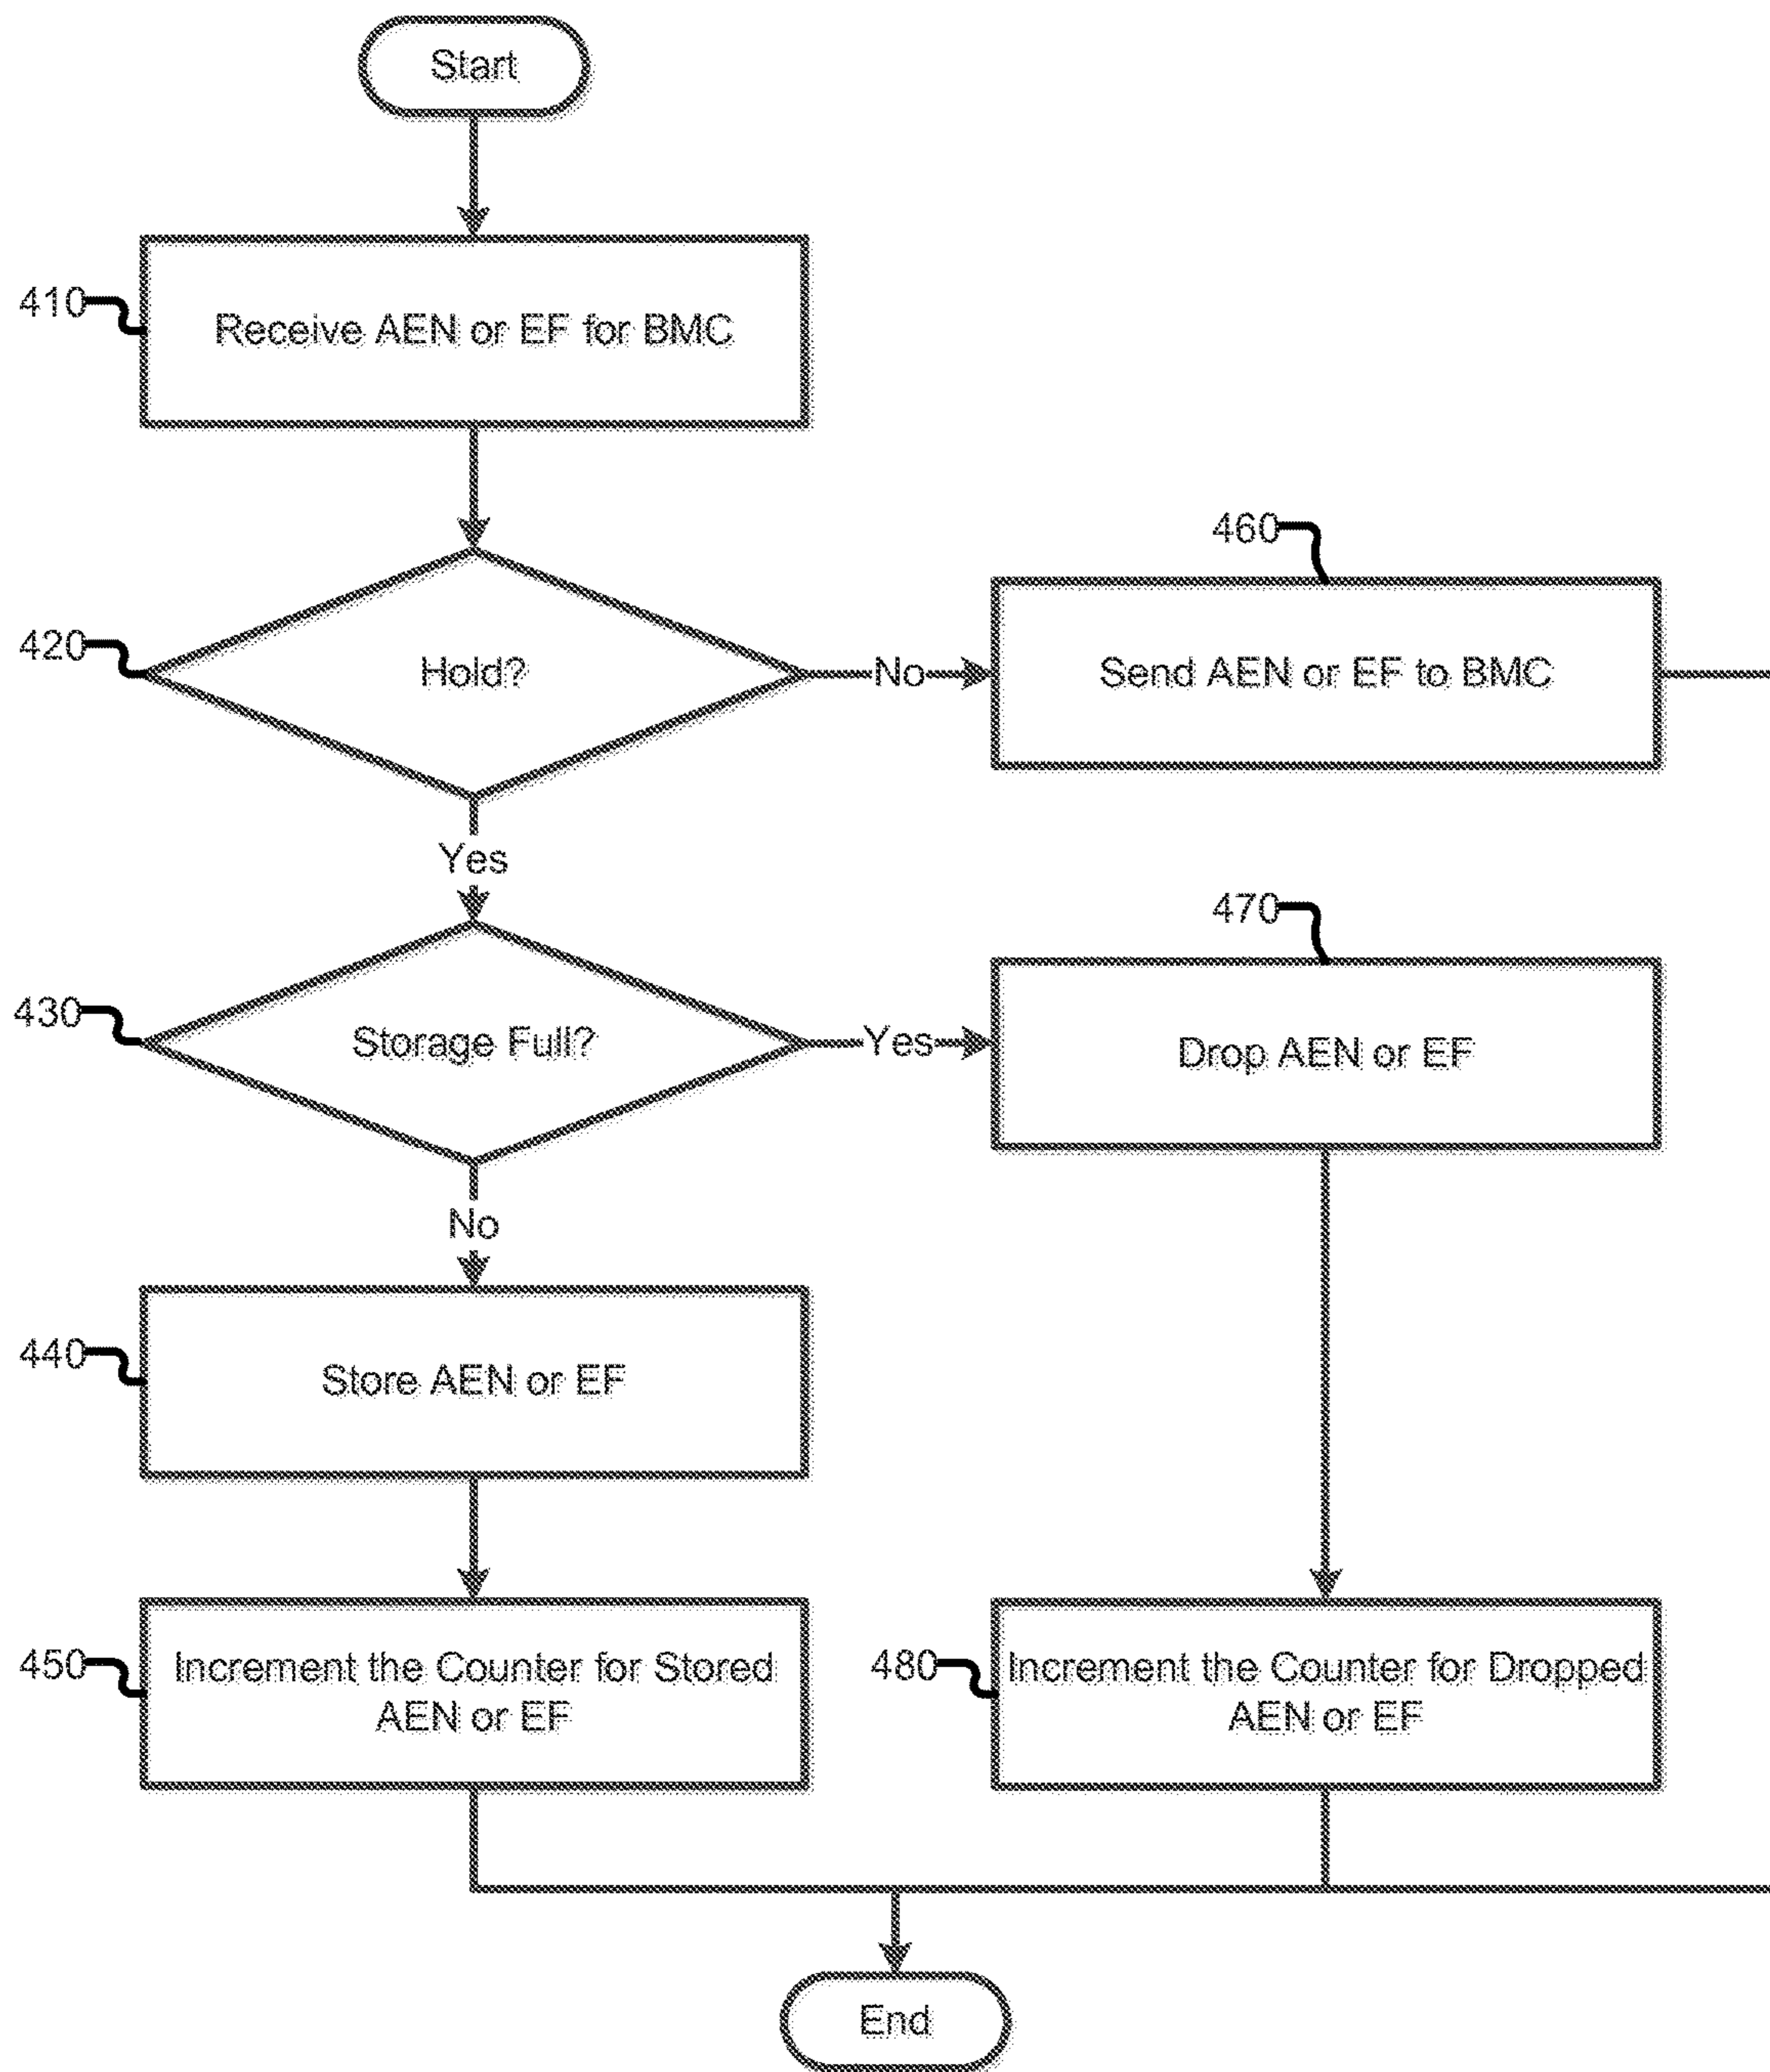 Start
410
Receive AEN or EF for BMC
460
420
Hold?
No
Send AEN or EF to BMC
Yes
470
430
Storage Full?
Yes
Drop AEN or EF
No
440
Store AEN or EF
450
Increment the Counter for Stored
AEN or EF
480
Increment the Counter for Dropped
AEN or EF
End